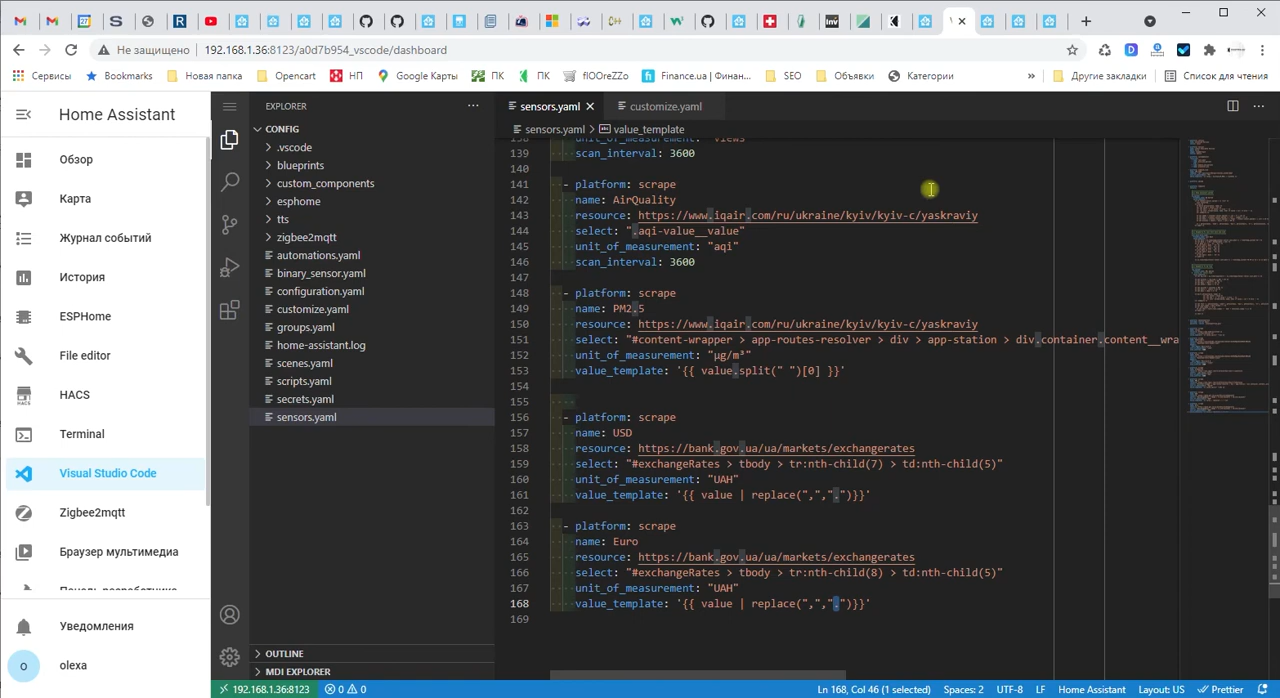 Не защищено 192.168.1.36:8123/a0d7b954_vscode/dashboard
Сервисы Bookmarks Новая папка Opencart НП Google Карты ПК ПК flOOreZZo Finance.ua | Финан... SEO Объявки Категории » Другие закладки Список для чтения
Home Assistant
Обзор
Карта
Журнал событий
История
ESPHome
File editor
HACS
Terminal
Visual Studio Code
Zigbee2mqtt
Браузер мультимедиа
Уведомления
o olexa
EXPLORER
CONFIG
.vscode
blueprints
custom_components
esphome
tts
zigbee2mqtt
automations.yaml
binary_sensor.yaml
configuration.yaml
customize.yaml
groups.yaml
home-assistant.log
scenes.yaml
scripts.yaml
secrets.yaml
sensors.yaml
OUTLINE
MDI EXPLORER
sensors.yaml customize.yaml
sensors.yaml > value_template
138 unit_of_measurement: "views"
139 scan_interval: 3600
140
141 - platform: scrape
142 name: AirQuality
143 resource: https://www.iqair.com/ru/ukraine/kyiv/kyiv-c/yaskraviy
144 select: ".aqi-value__value"
145 unit_of_measurement: "aqi"
146 scan_interval: 3600
147
148 - platform: scrape
149 name: PM2.5
150 resource: https://www.iqair.com/ru/ukraine/kyiv/kyiv-c/yaskraviy
151 select: "#content-wrapper > app-routes-resolver > div > app-station > div.container.content__wra
152 unit_of_measurement: "µg/m³"
153 value_template: '{{ value.split(" ")[0] }}'
154
155
156 - platform: scrape
157 name: USD
158 resource: https://bank.gov.ua/ua/markets/exchangerates
159 select: "#exchangeRates > tbody > tr:nth-child(7) > td:nth-child(5)"
160 unit_of_measurement: "UAH"
161 value_template: '{{ value | replace(",",".")}}'
162
163 - platform: scrape
164 name: Euro
165 resource: https://bank.gov.ua/ua/markets/exchangerates
166 select: "#exchangeRates > tbody > tr:nth-child(8) > td:nth-child(5)"
167 unit_of_measurement: "UAH"
168 value_template: '{{ value | replace(",",".")}}'
169
192.168.1.36:8123 0 0 Ln 168, Col 46 (1 selected) Spaces: 2 UTF-8 LF Home Assistant Layout: US Prettier